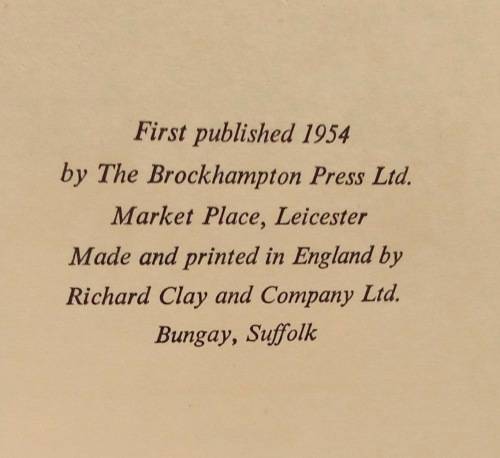 First published 1954
by The Brockhampton Press Ltd.
Market Place, Leicester
Made and printed in England by
Richard Clay and Company Ltd.
Bungay, Suffolk